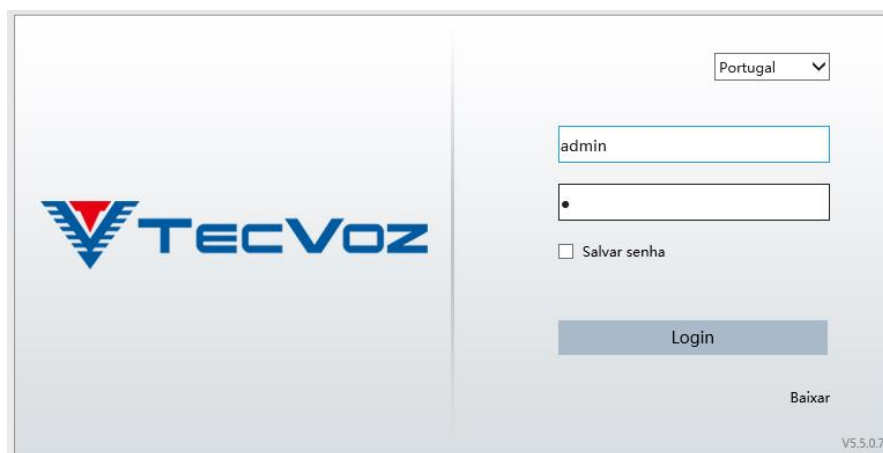 Portugal
admin
TECVOZ
Salvar senha
Login
Baixar
V5.5.0.7